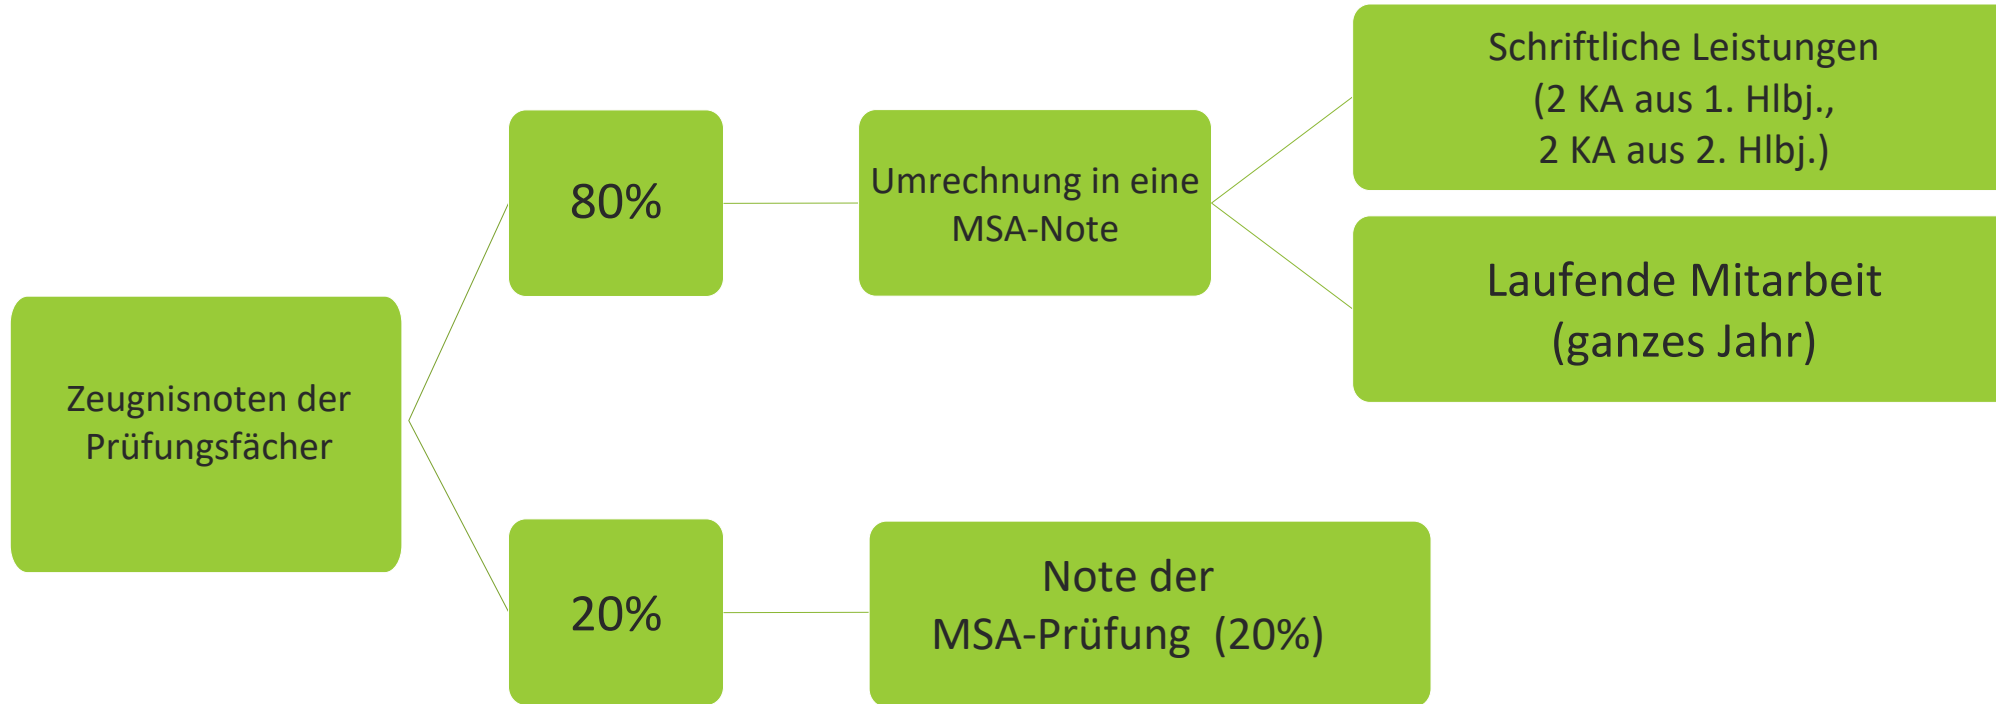 Zeugnisnoten der
Prüfungsfächer
80%
Umrechnung in eine
MSA-Note
Schriftliche Leistungen
(2 KA aus 1. Hlbj.,
2 KA aus 2. Hlbj.)
Laufende Mitarbeit
(ganzes Jahr)
20%
Note der
MSA-Prüfung (20%)